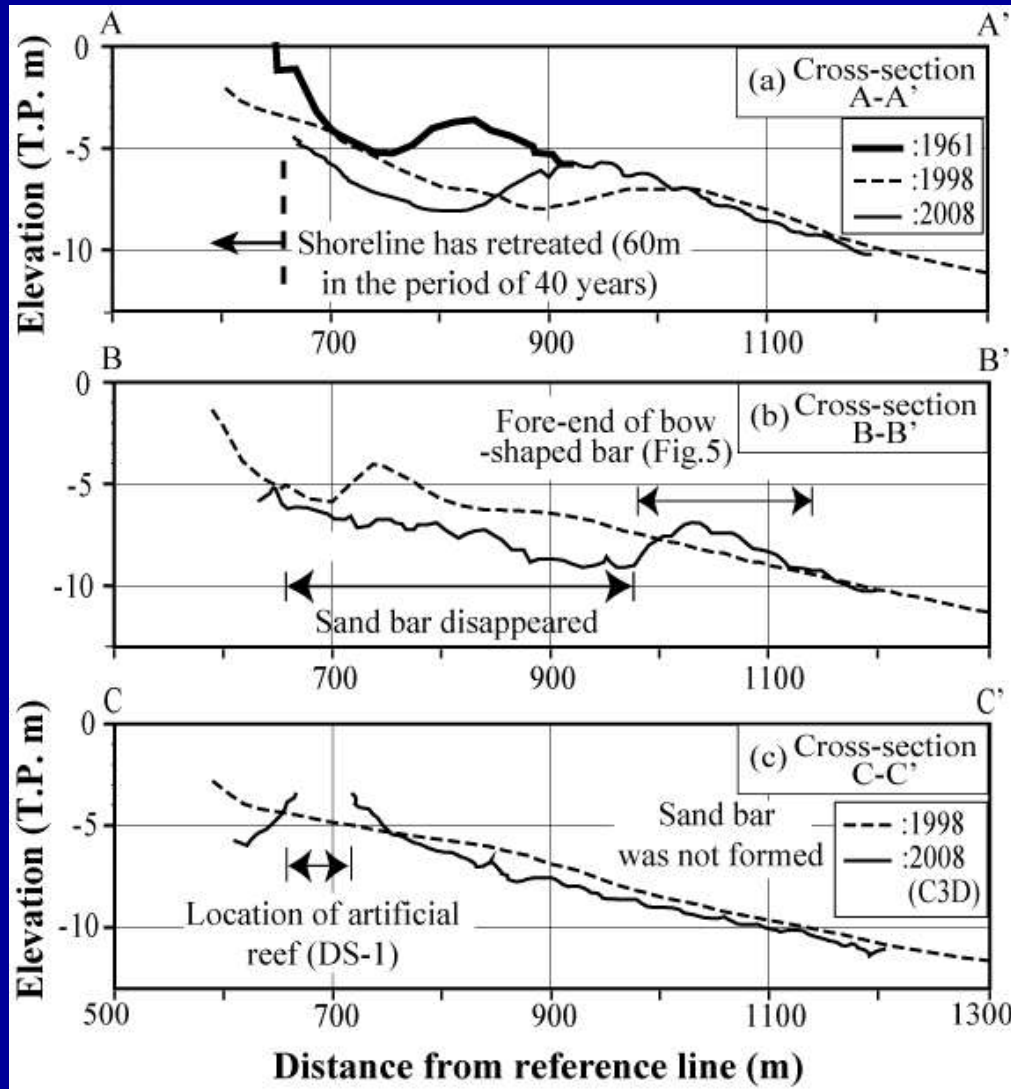 A A'
Elevation (T.P. m)
0
-5
-10
(a) Cross-section
A-A'
:1961
:1998
:2008
Shoreline has retreated (60m
in the period of 40 years)
700 900 1100
B B'
0
-5
-10
(b) Cross-section
B-B'
Fore-end of bow
-shaped bar (Fig.5)
Sand bar disappeared
700 900 1100
C C'
Elevation (T.P. m)
0
-5
-10
(c) Cross-section
C-C'
:1998
:2008
(C3D)
Sand bar
was not formed
Location of artificial
reef (DS-1)
500 700 900 1100 1300
Distance from reference line (m)